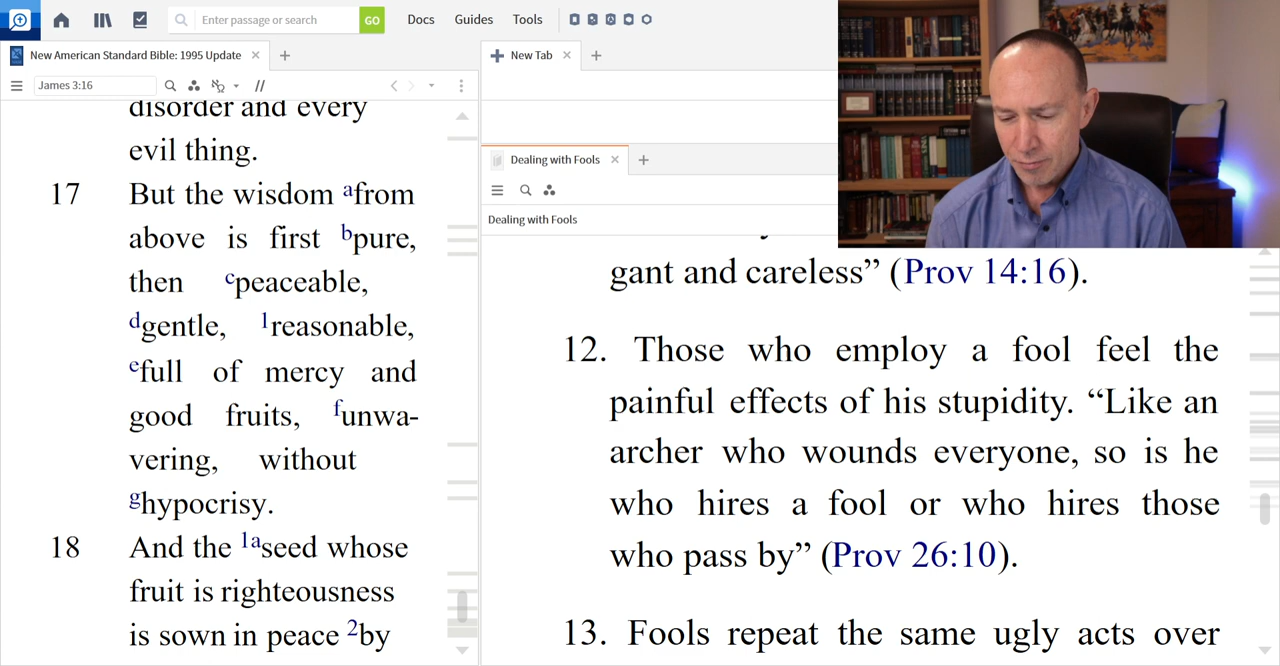 Enter passage or search
GO
Docs
Guides
Tools
New American Standard Bible: 1995 Update
New Tab
James 3:16
disorder and every
evil thing.
17 But the wisdom afrom
above is first bpure,
then cpeaceable,
dgentle, 1reasonable,
efull of mercy and
good fruits, funwa-
vering, without
ghypocrisy.
18 And the 1aseed whose
fruit is righteousness
is sown in peace 2by
Dealing with Fools
Dealing with Fools
gant and careless” (Prov 14:16).
12. Those who employ a fool feel the
painful effects of his stupidity. “Like an
archer who wounds everyone, so is he
who hires a fool or who hires those
who pass by” (Prov 26:10).
13. Fools repeat the same ugly acts over